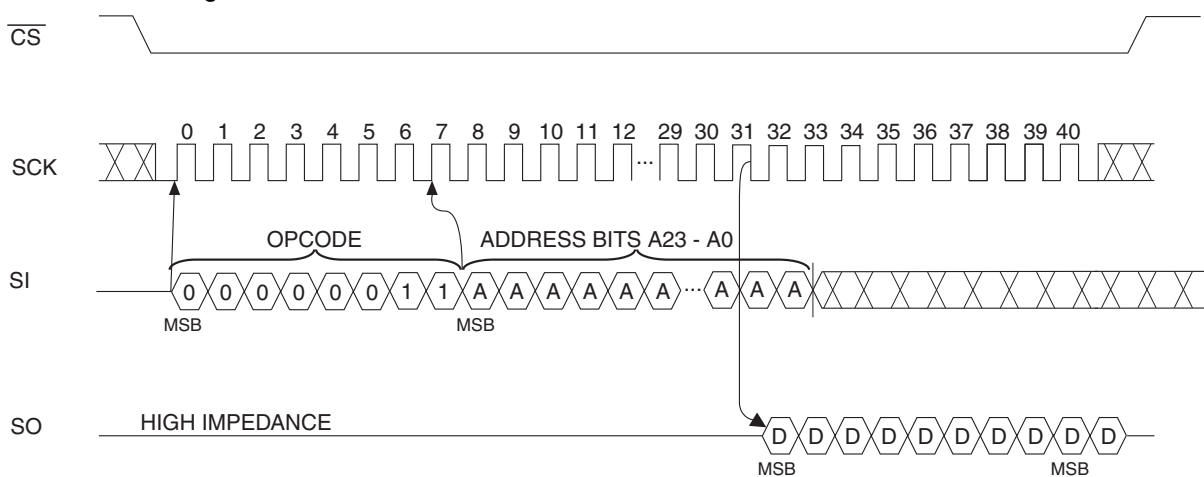 CS
0 1 2 3 4 5 6 7 8 9 10 11 12 29 30 31 32 33 34 35 36 37 38 39 40
SCK ...
OPCODE ADDRESS BITS A23 - A0
SI 0 0 0 0 0 0 1 1 A A A A A A ... A A A
MSB MSB
SO HIGH IMPEDANCE D D D D D D D D D D
MSB MSB